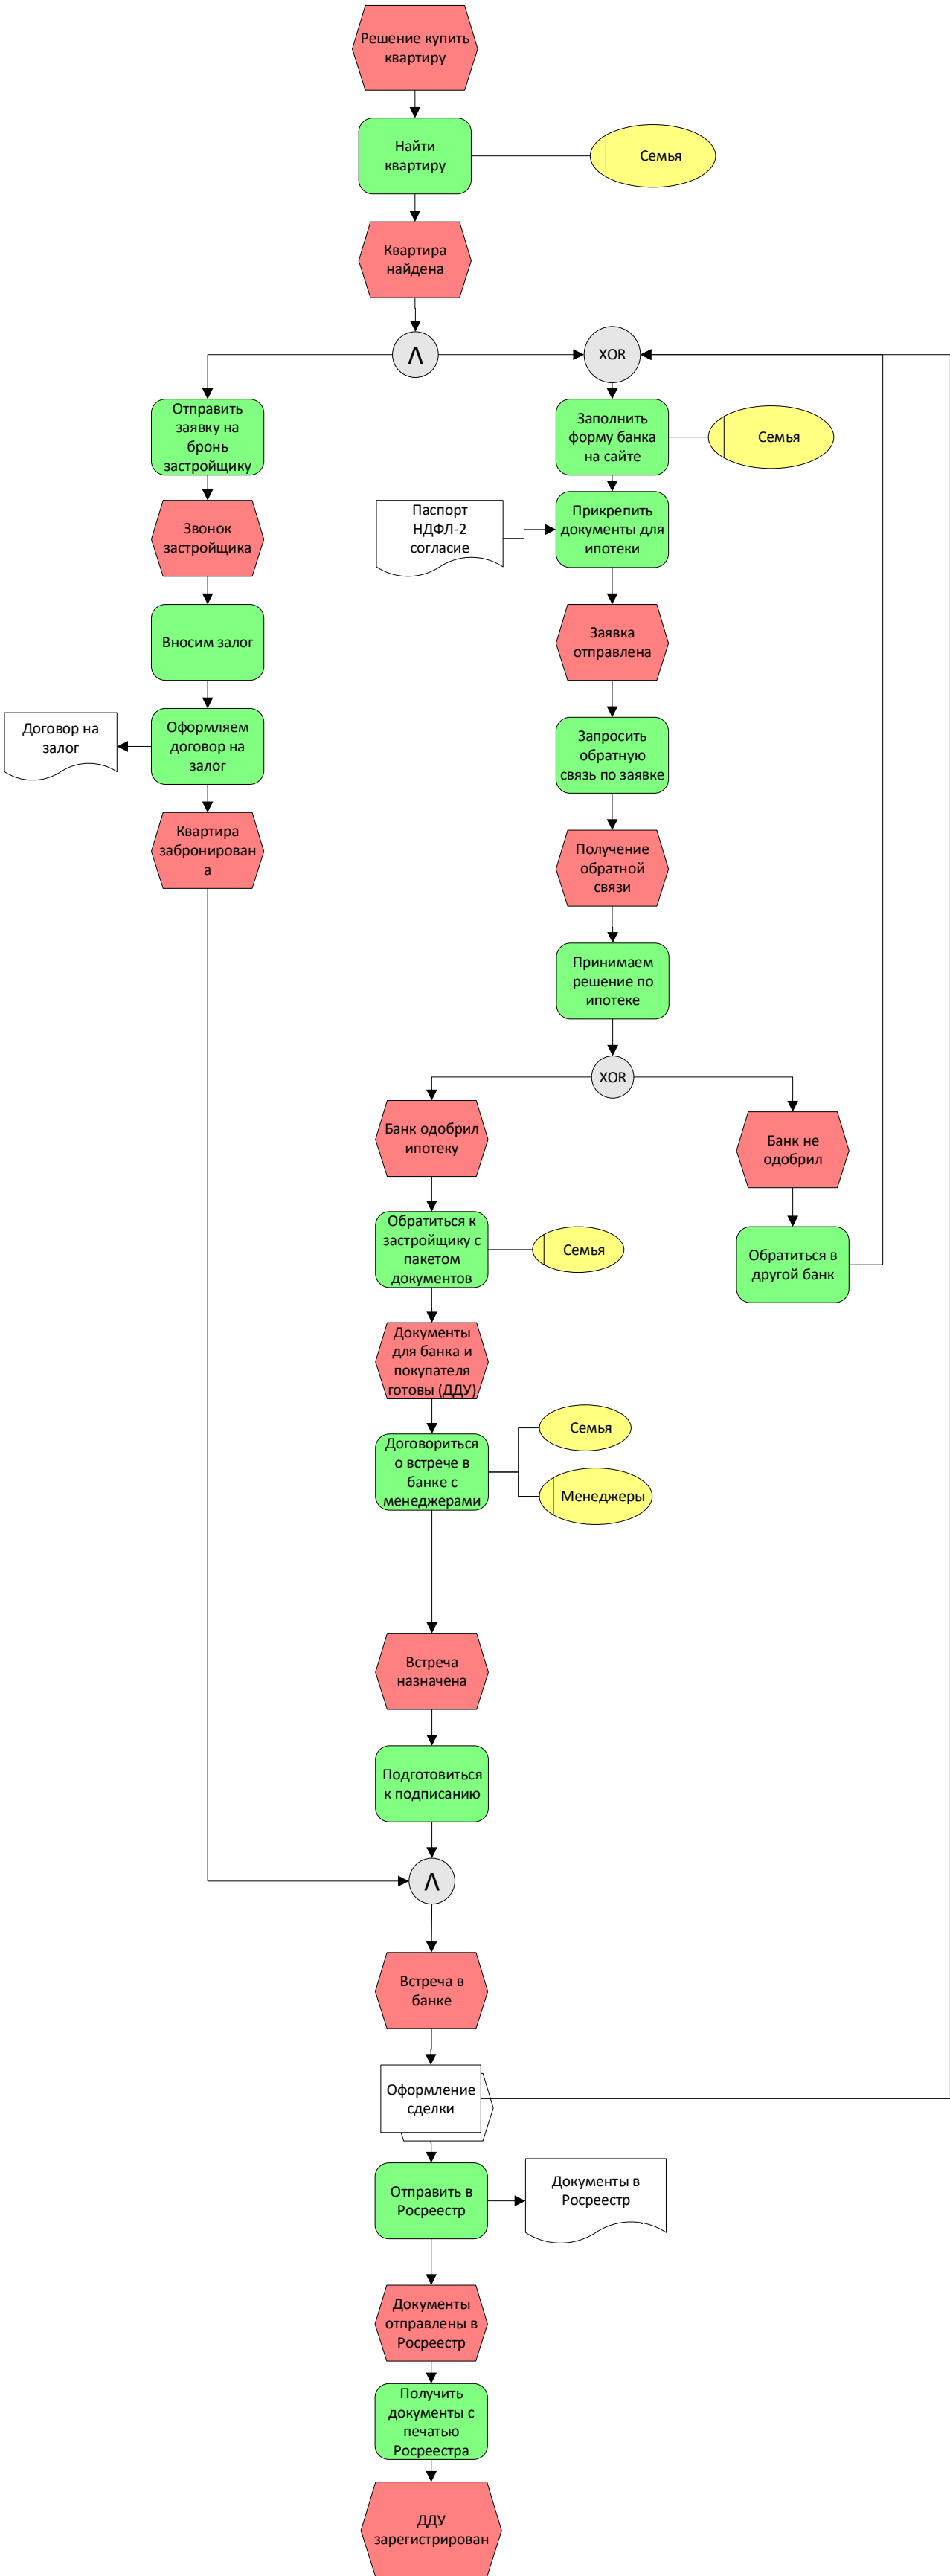 Решение купить
квартиру
Найти
квартиру
Семья
Квартира
найдена
Λ
XOR
Отправить
заявку на
бронь
застройщику
Заполнить
форму банка
на сайте
Семья
Звонок
застройщика
Паспорт
НДФЛ-2
согласие
Прикрепить
документы для
ипотеки
Вносим залог
Заявка
отправлена
Договор на
залог
Оформляем
договор на
залог
Запросить
обратную
связь по заявке
Квартира
забронирован
а
Получение
обратной
связи
Принимаем
решение по
ипотеке
XOR
Банк одобрил
ипотеку
Банк не
одобрил
Обратиться к
застройщику с
пакетом
документов
Семья
Обратиться в
другой банк
Документы
для банка и
покупателя
готовы (ДДУ)
Договориться
о встрече в
банке с
менеджерами
Семья
Менеджеры
Встреча
назначена
Подготовиться
к подписанию
Λ
Встреча в
банке
Оформление
сделки
Отправить в
Росреестр
Документы в
Росреестр
Документы
отправлены в
Росреестр
Получить
документы с
печатью
Росреестра
ДДУ
зарегистрирован